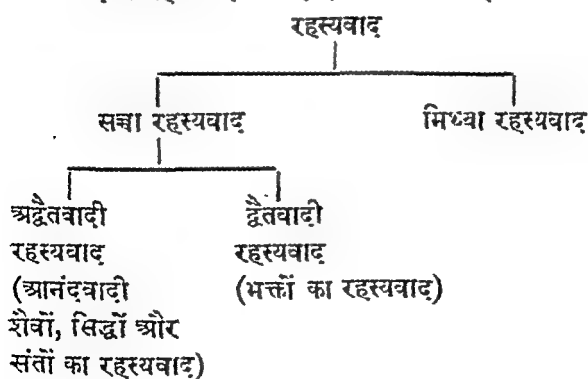 रहस्यवाद
सच्चा रहस्यवाद मिथ्या रहस्यवाद
अद्वैतवादी द्वैतवादी
रहस्यवाद रहस्यवाद
(आनंदवादी (भक्तों का रहस्यवाद)
शैवों, सिद्धों और
संतों का रहस्यवाद)